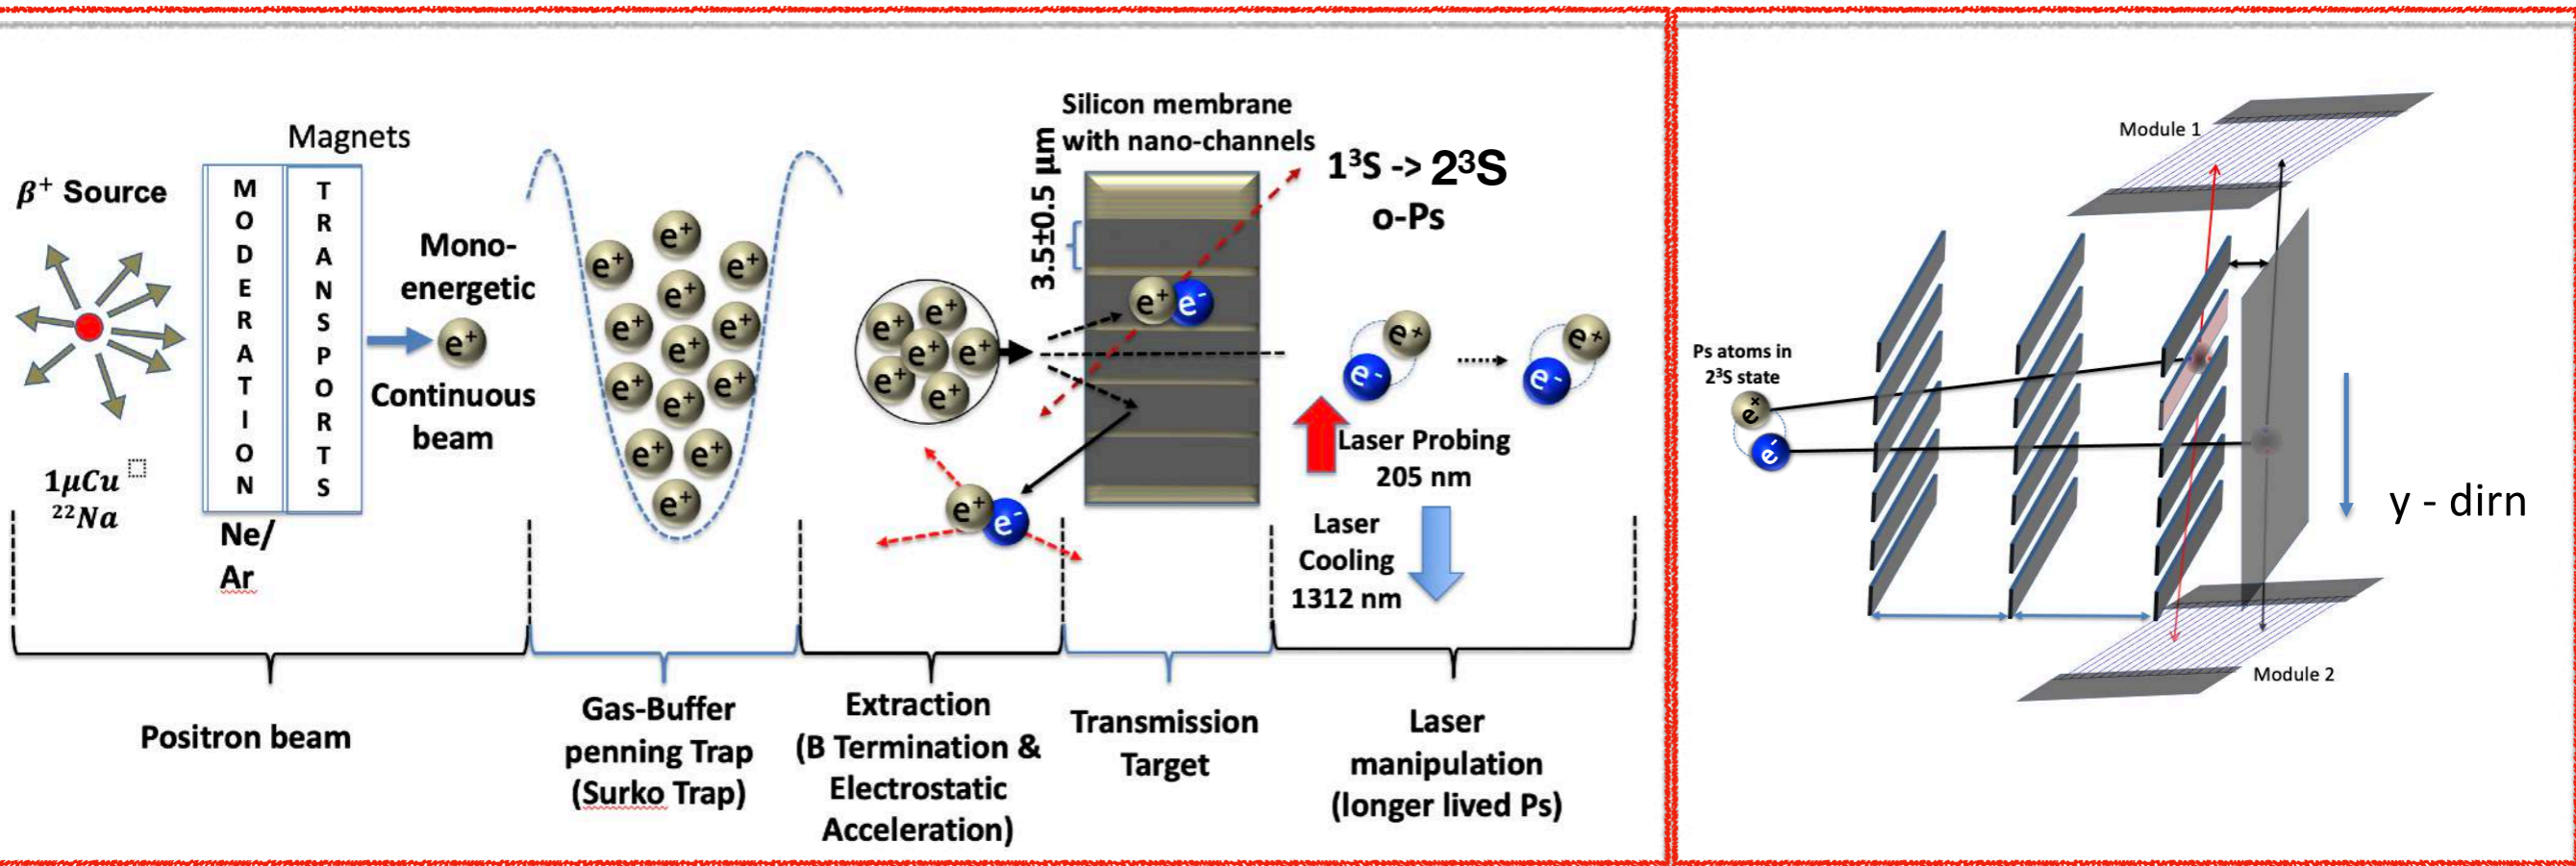 β⁺ Source
1μCu
²²Na
Magnets
MODERATION
TRANSPORTS
Ne/
Ar
Mono-
energetic
e⁺
Continuous
beam
Positron beam
e⁺
e⁺
e⁺
e⁺
e⁺
e⁺
e⁺
e⁺
e⁺
e⁺
e⁺
e⁺
e⁺
Gas-Buffer
penning Trap
(Surko Trap)
e⁺
e⁺
e⁺
e⁺
e⁺
e⁺
e⁺ e⁻
Extraction
(B Termination &
Electrostatic
Acceleration)
Silicon membrane
with nano-channels
3.5±0.5 μm
e⁺ e⁻
1³S -> 2³S
o-Ps
Transmission
Target
e⁺
e⁻
e⁺
e⁻
Laser Probing
205 nm
Laser
Cooling
1312 nm
Laser
manipulation
(longer lived Ps)
Module 1
Ps atoms in
2³S state
e⁺
e⁻
y - dirn
Module 2